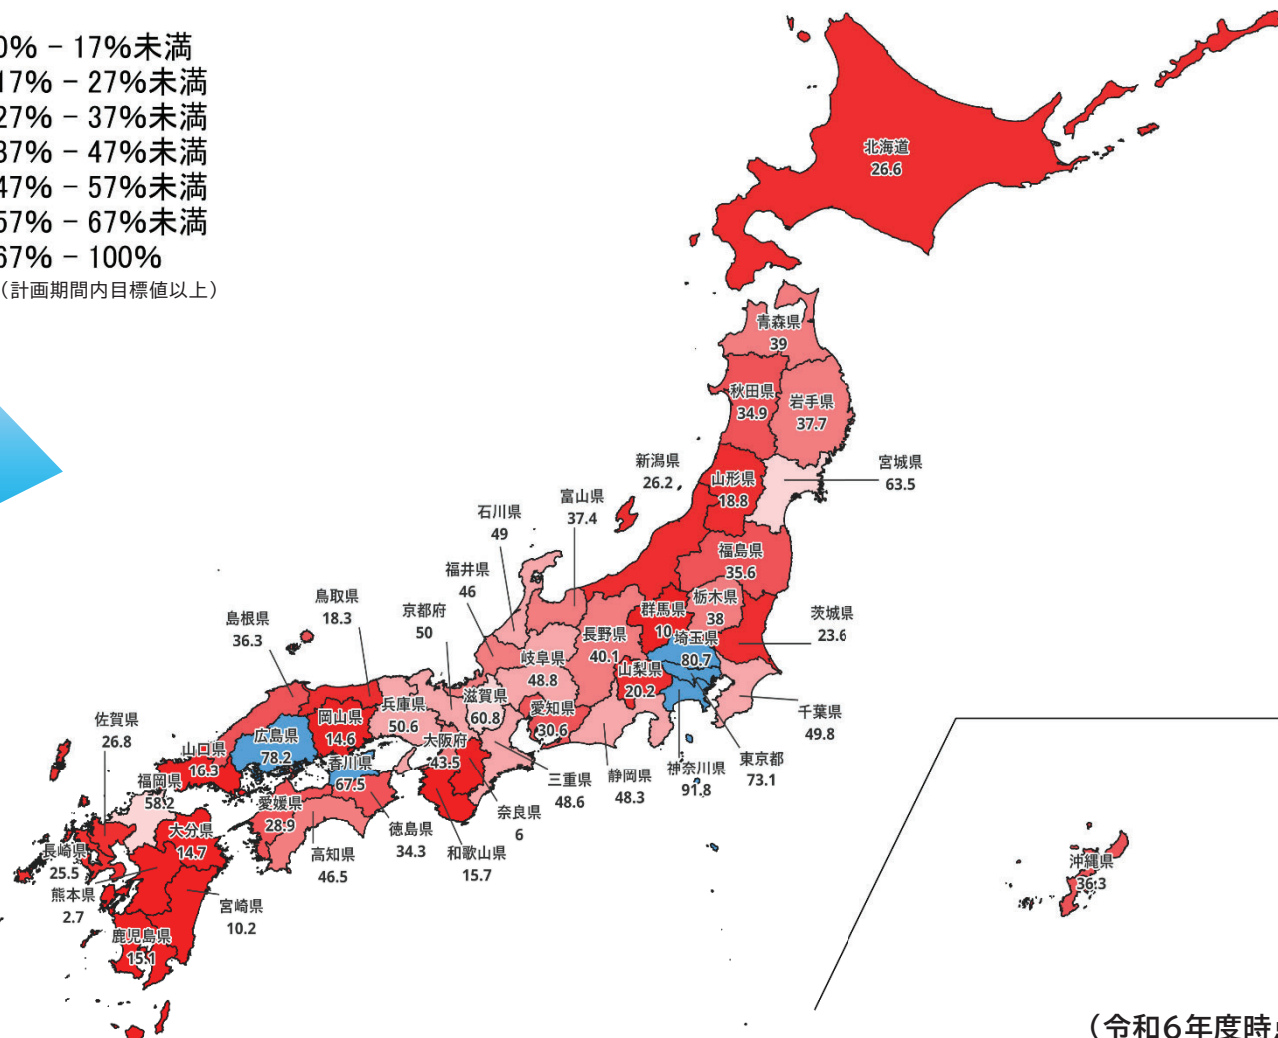 0% － 17%未満
17% － 27%未満
27% － 37%未満
37% － 47%未満
47% － 57%未満
57% － 67%未満
67% － 100%
（計画期間内目標値以上）
北海道
26.6
青森県
39
秋田県
34.9
岩手県
37.7
新潟県
26.2
山形県
18.8
宮城県
63.5
富山県
37.4
石川県
49
福島県
35.6
福井県
46
栃木県
38
群馬県
10
茨城県
23.6
鳥取県
18.3
京都府
50
島根県
36.3
長野県
40.1
埼玉県
80.7
岐阜県
48.8
山梨県
20.2
滋賀県
60.8
兵庫県
50.6
愛知県
30.6
岡山県
14.6
千葉県
49.8
佐賀県
26.8
広島県
78.2
大阪府
43.5
山口県
16.3
香川県
67.5
東京都
73.1
神奈川県
91.8
静岡県
48.3
三重県
48.6
福岡県
58.2
愛媛県
28.9
奈良県
6
大分県
14.7
徳島県
34.3
長崎県
25.5
高知県
46.5
和歌山県
15.7
沖縄県
36.3
熊本県
2.7
宮崎県
10.2
鹿児島県
15.1
（令和6年度時点